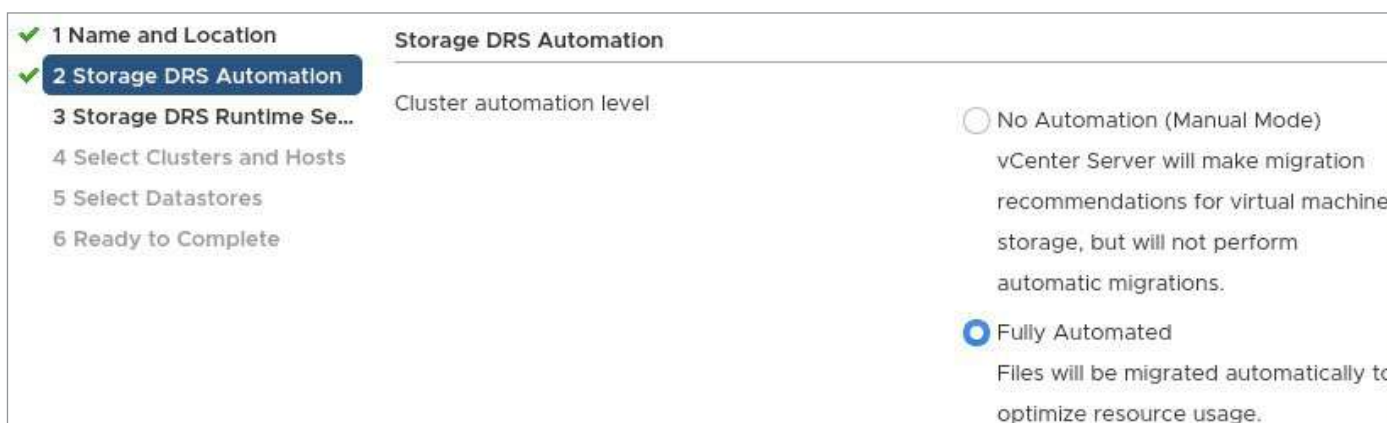 1 Name and Location
2 Storage DRS Automation
3 Storage DRS Runtime Se...
4 Select Clusters and Hosts
5 Select Datastores
6 Ready to Complete
Storage DRS Automation
Cluster automation level
No Automation (Manual Mode)
vCenter Server will make migration
recommendations for virtual machine
storage, but will not perform
automatic migrations.
Fully Automated
Files will be migrated automatically to
optimize resource usage.